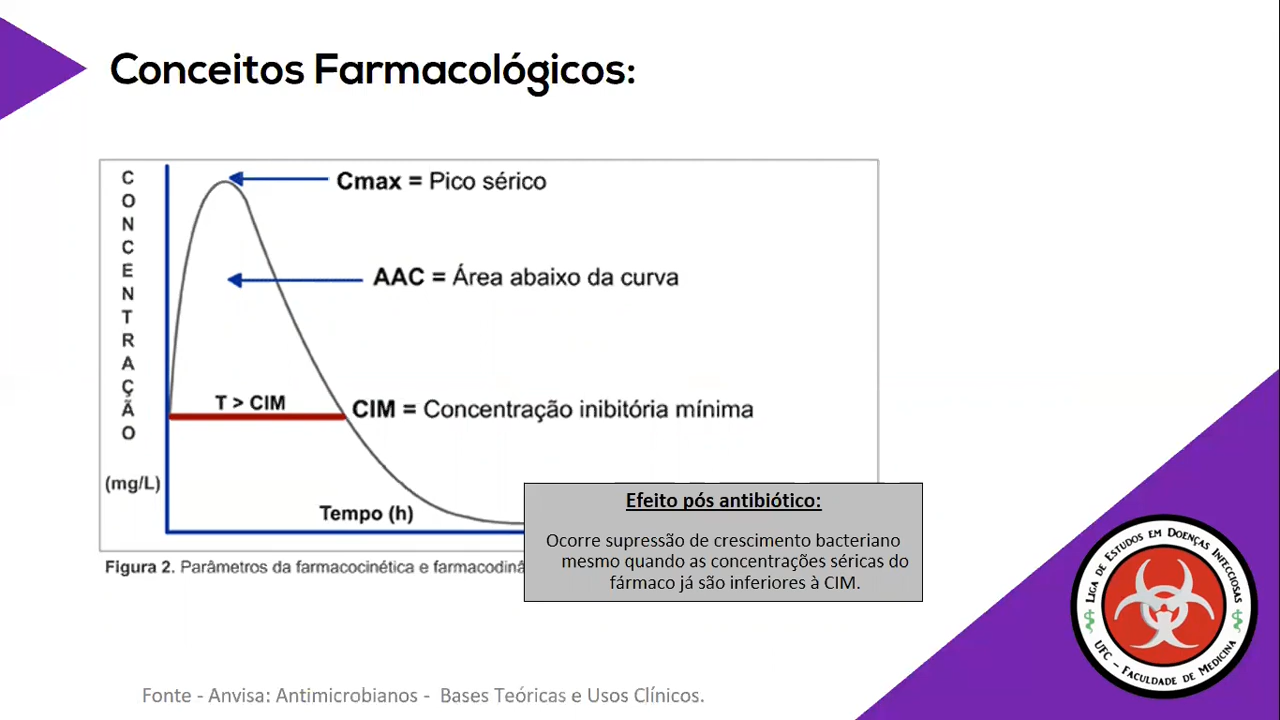 Conceitos Farmacológicos:
CONCENTRAÇÃO
(mg/L)
Cmax = Pico sérico
AAC = Área abaixo da curva
T > CIM
CIM = Concentração inibitória mínima
Tempo (h)
Efeito pós antibiótico:
Ocorre supressão de crescimento bacteriano
mesmo quando as concentrações séricas do
fármaco já são inferiores à CIM.
Figura 2. Parâmetros da farmacocinética e
Fonte - Anvisa: Antimicrobianos - Bases Teóricas e Usos Clínicos.
Liga de Estudos em Doenças Infecciosas
UFC – Faculdade de Medicina